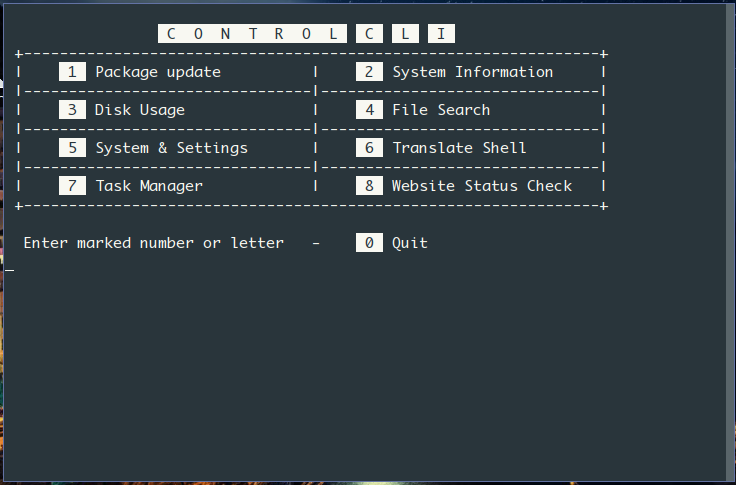 C O N T R O L C L I
1 Package update 2 System Information
3 Disk Usage 4 File Search
5 System & Settings 6 Translate Shell
7 Task Manager 8 Website Status Check
Enter marked number or letter - 0 Quit